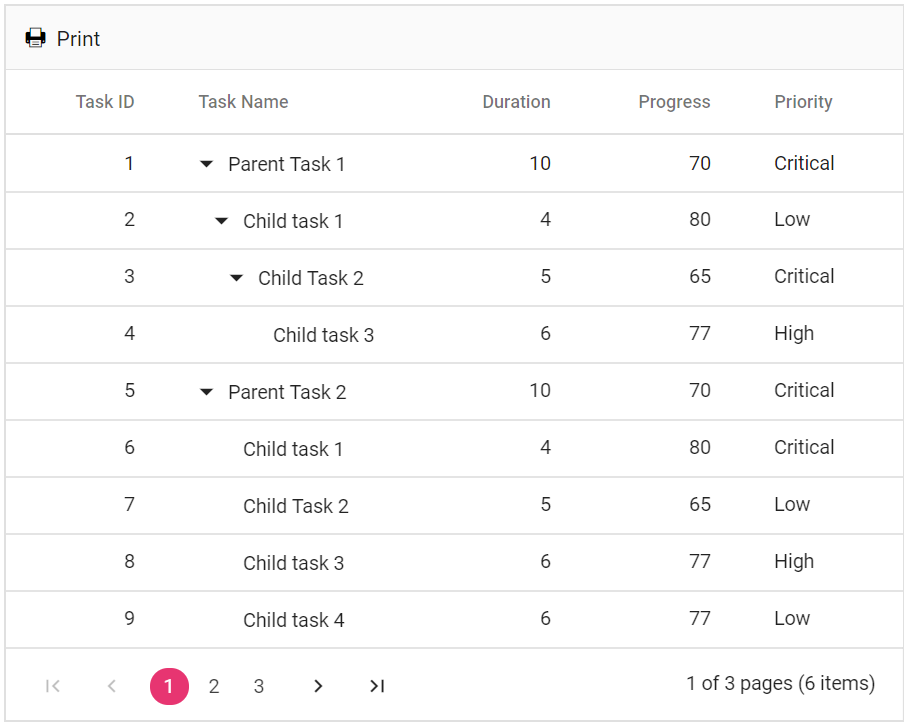 Print
Task ID Task Name Duration Progress Priority
1 Parent Task 1 10 70 Critical
2 Child task 1 4 80 Low
3 Child Task 2 5 65 Critical
4 Child task 3 6 77 High
5 Parent Task 2 10 70 Critical
6 Child task 1 4 80 Critical
7 Child Task 2 5 65 Low
8 Child task 3 6 77 High
9 Child task 4 6 77 Low
1 2 3 1 of 3 pages (6 items)